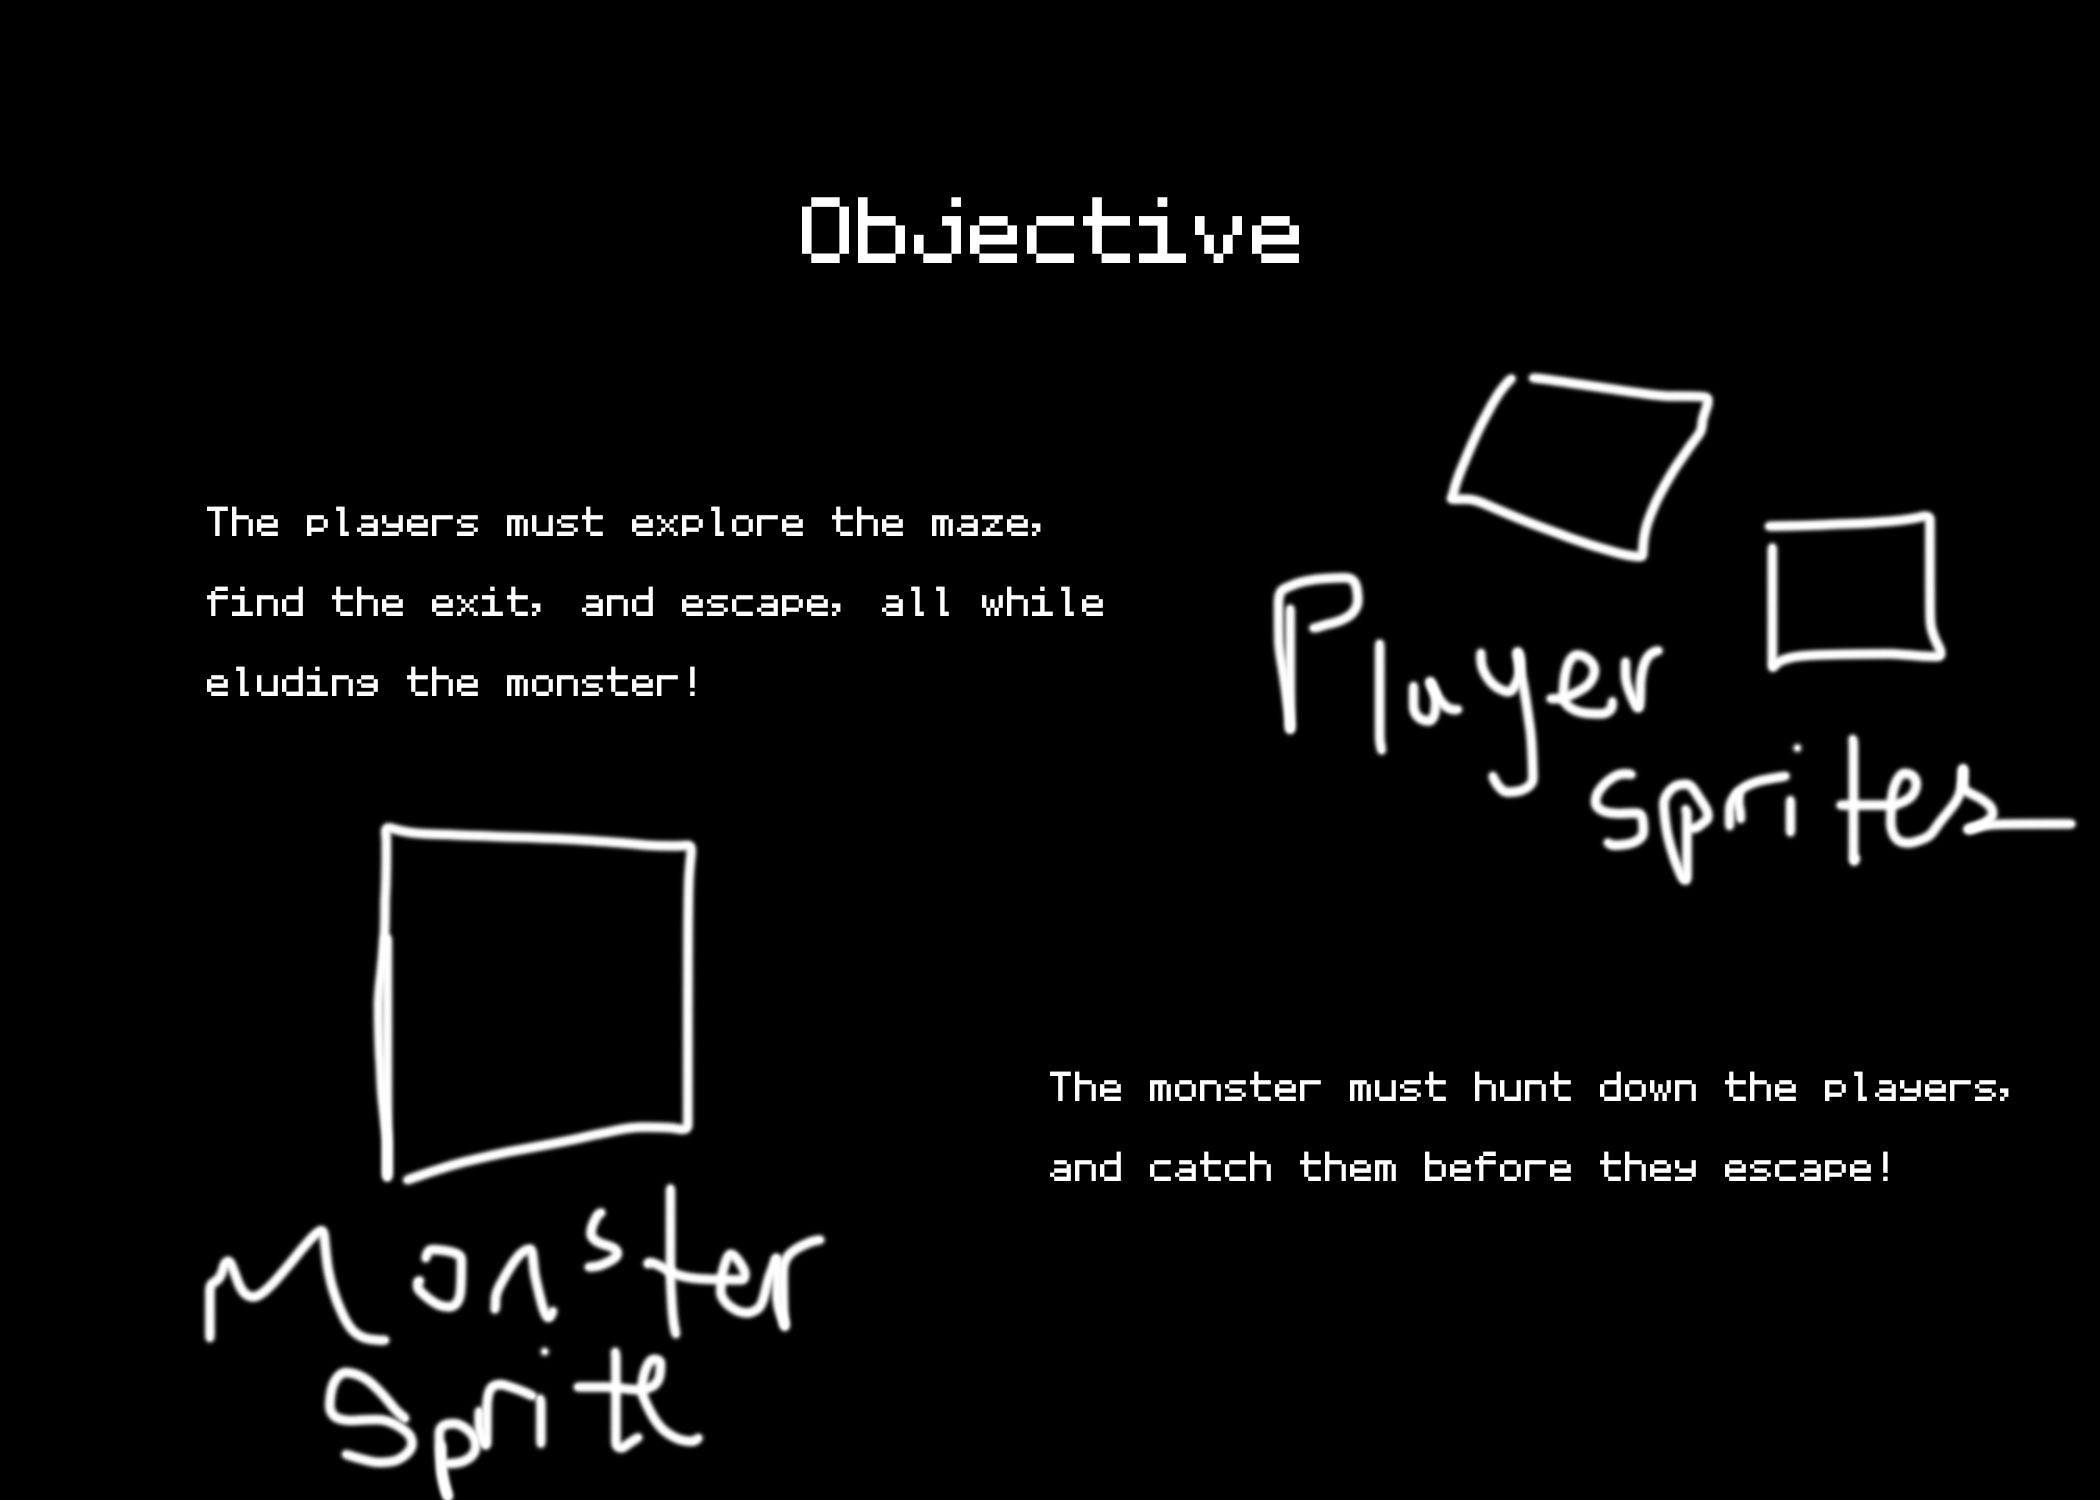 Objective
The players must explore the maze,
find the exit, and escape, all while
eluding the monster!
Player
sprites
Monster
Sprite
The monster must hunt down the players,
and catch them before they escape!